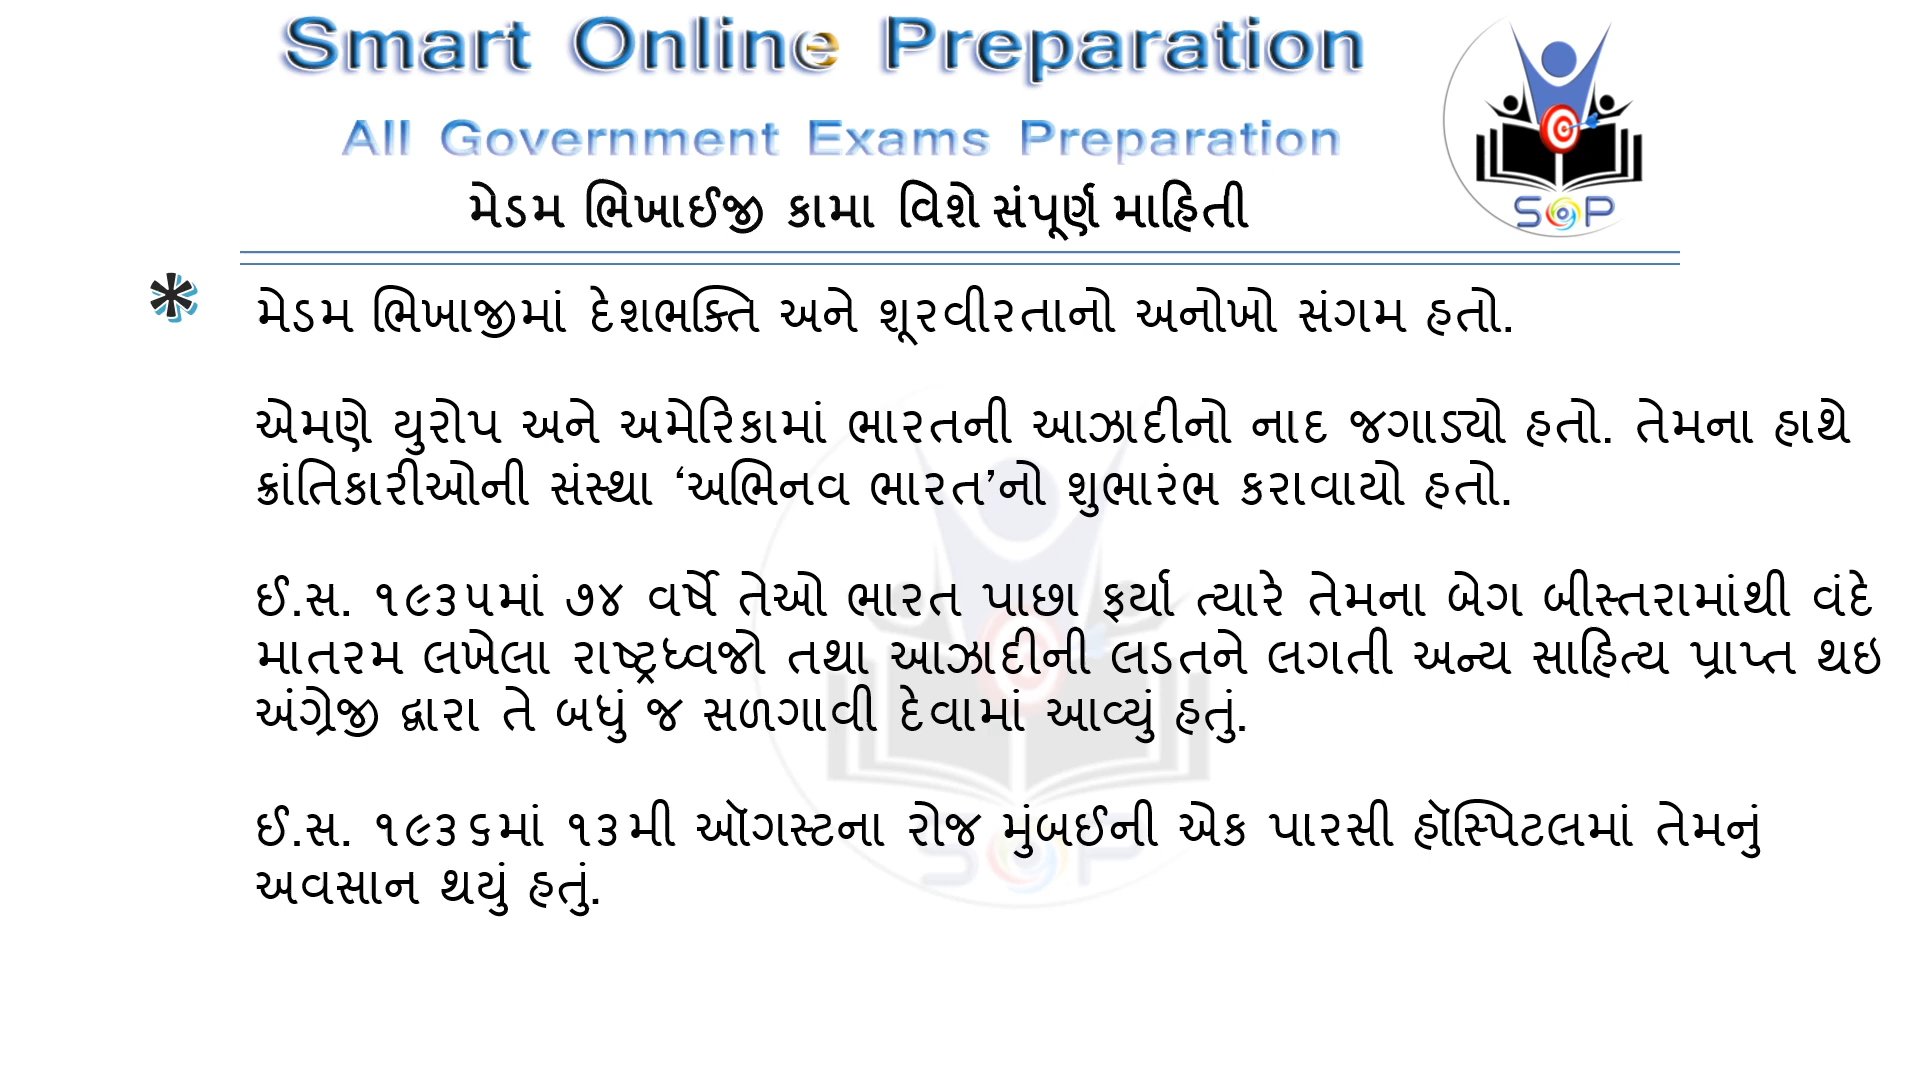 Smart Online Preparation
All Government Exams Preparation
મેડમ ભિખાઈજી કામા વિશે સંપૂર્ણ માહિતી
SOP
* મેડમ ભિખાજીમાં દેશભક્તિ અને શૂરવીરતાનો અનોખો સંગમ હતો.
એમણે યુરોપ અને અમેરિકામાં ભારતની આઝાદીનો નાદ જગાડ્યો હતો. તેમના હાથે
ક્રાંતિકારીઓની સંસ્થા ‘અભિનવ ભારત’નો શુભારંભ કરાવાયો હતો.
ઈ.સ. ૧૯૩૫માં ૭૪ વર્ષે તેઓ ભારત પાછા ફર્યા ત્યારે તેમના બેગ બીસ્તરામાંથી વંદે
માતરમ લખેલા રાષ્ટ્રધ્વજો તથા આઝાદીની લડતને લગતી અન્ય સાહિત્ય પ્રાપ્ત થઇ
અંગ્રેજી દ્વારા તે બધું જ સળગાવી દેવામાં આવ્યું હતું.
ઈ.સ. ૧૯૩૬માં ૧૩મી ઑગસ્ટના રોજ મુંબઈની એક પારસી હૉસ્પિટલમાં તેમનું
અવસાન થયું હતું.
SOP